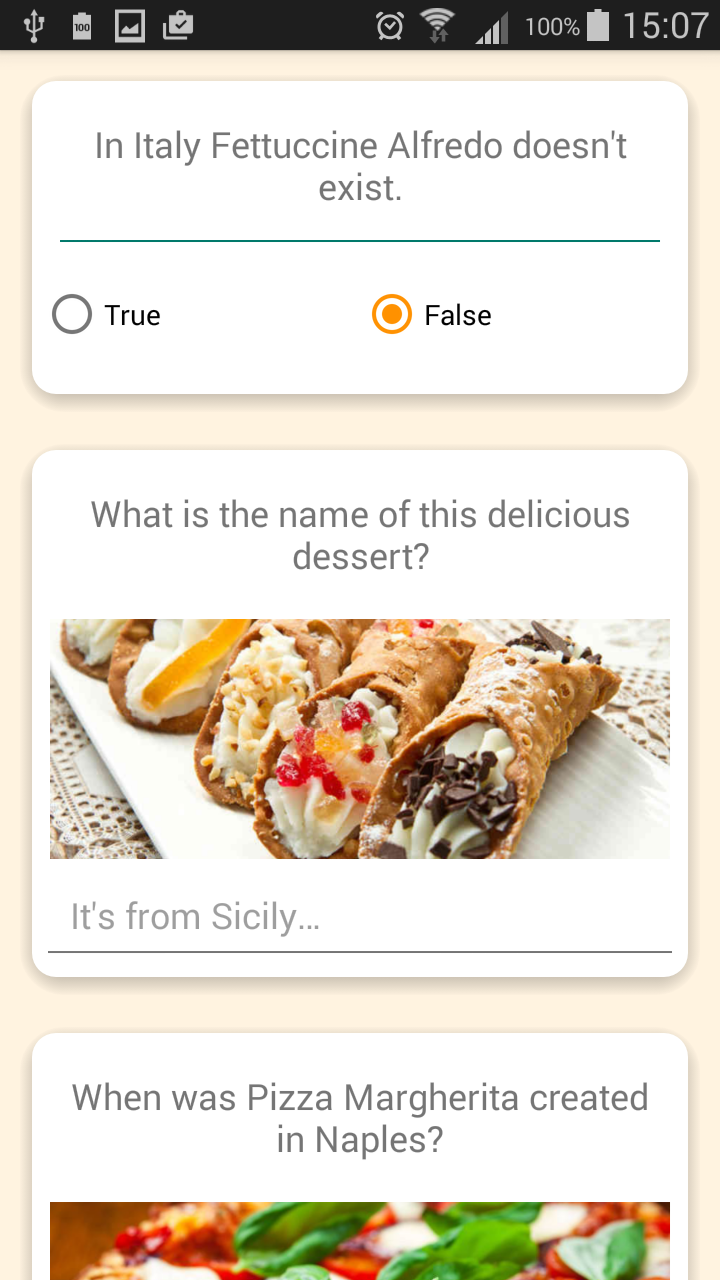 100
100%
15:07
In Italy Fettuccine Alfredo doesn't
exist.
True
False
What is the name of this delicious
dessert?
It's from Sicily...
When was Pizza Margherita created
in Naples?